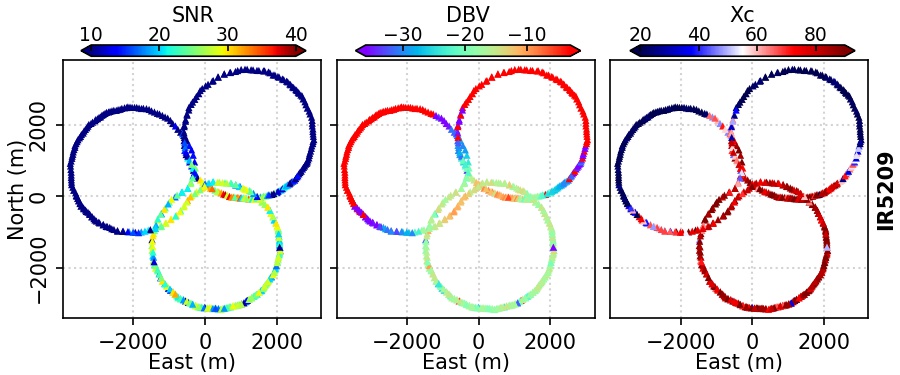 SNR DBV Xc
10 20 30 40 −30 −20 −10 20 40 60 80
North (m)
2000
0
−2000
IR5209
−2000 0 2000 −2000 0 2000 −2000 0 2000
East (m) East (m) East (m)